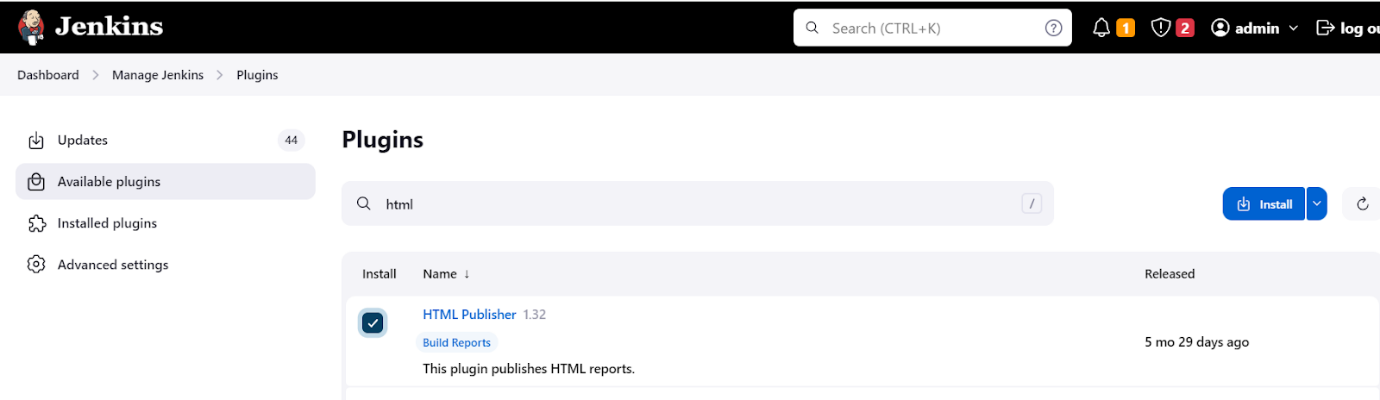 Jenkins
Search (CTRL+K) ?
1 2 admin log ou
Dashboard Manage Jenkins Plugins
Updates 44
Available plugins
Installed plugins
Advanced settings
Plugins
html /
Install
Install Name ↓ Released
HTML Publisher 1.32
Build Reports
This plugin publishes HTML reports.
5 mo 29 days ago